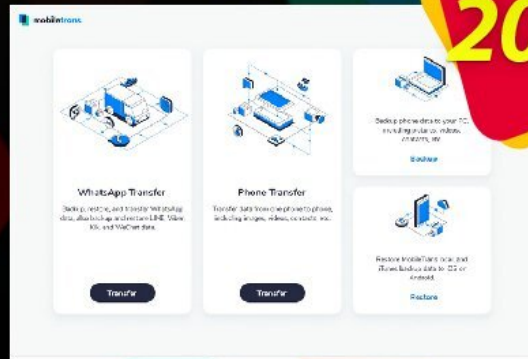 mobiletrans
20
WhatsApp Transfer
Backup, restore, and transfer WhatsApp
data, also backup and restore LINE, Viber,
Kik, and WeChat data.
Transfer
Phone Transfer
Transfer data from one phone to phone,
including images, videos, contacts, etc.
Transfer
Backup phone data to your PC,
including pictures, videos,
contacts, etc.
Backup
Restore MobileTrans local and
iTunes backup data to iOS or
Android.
Restore